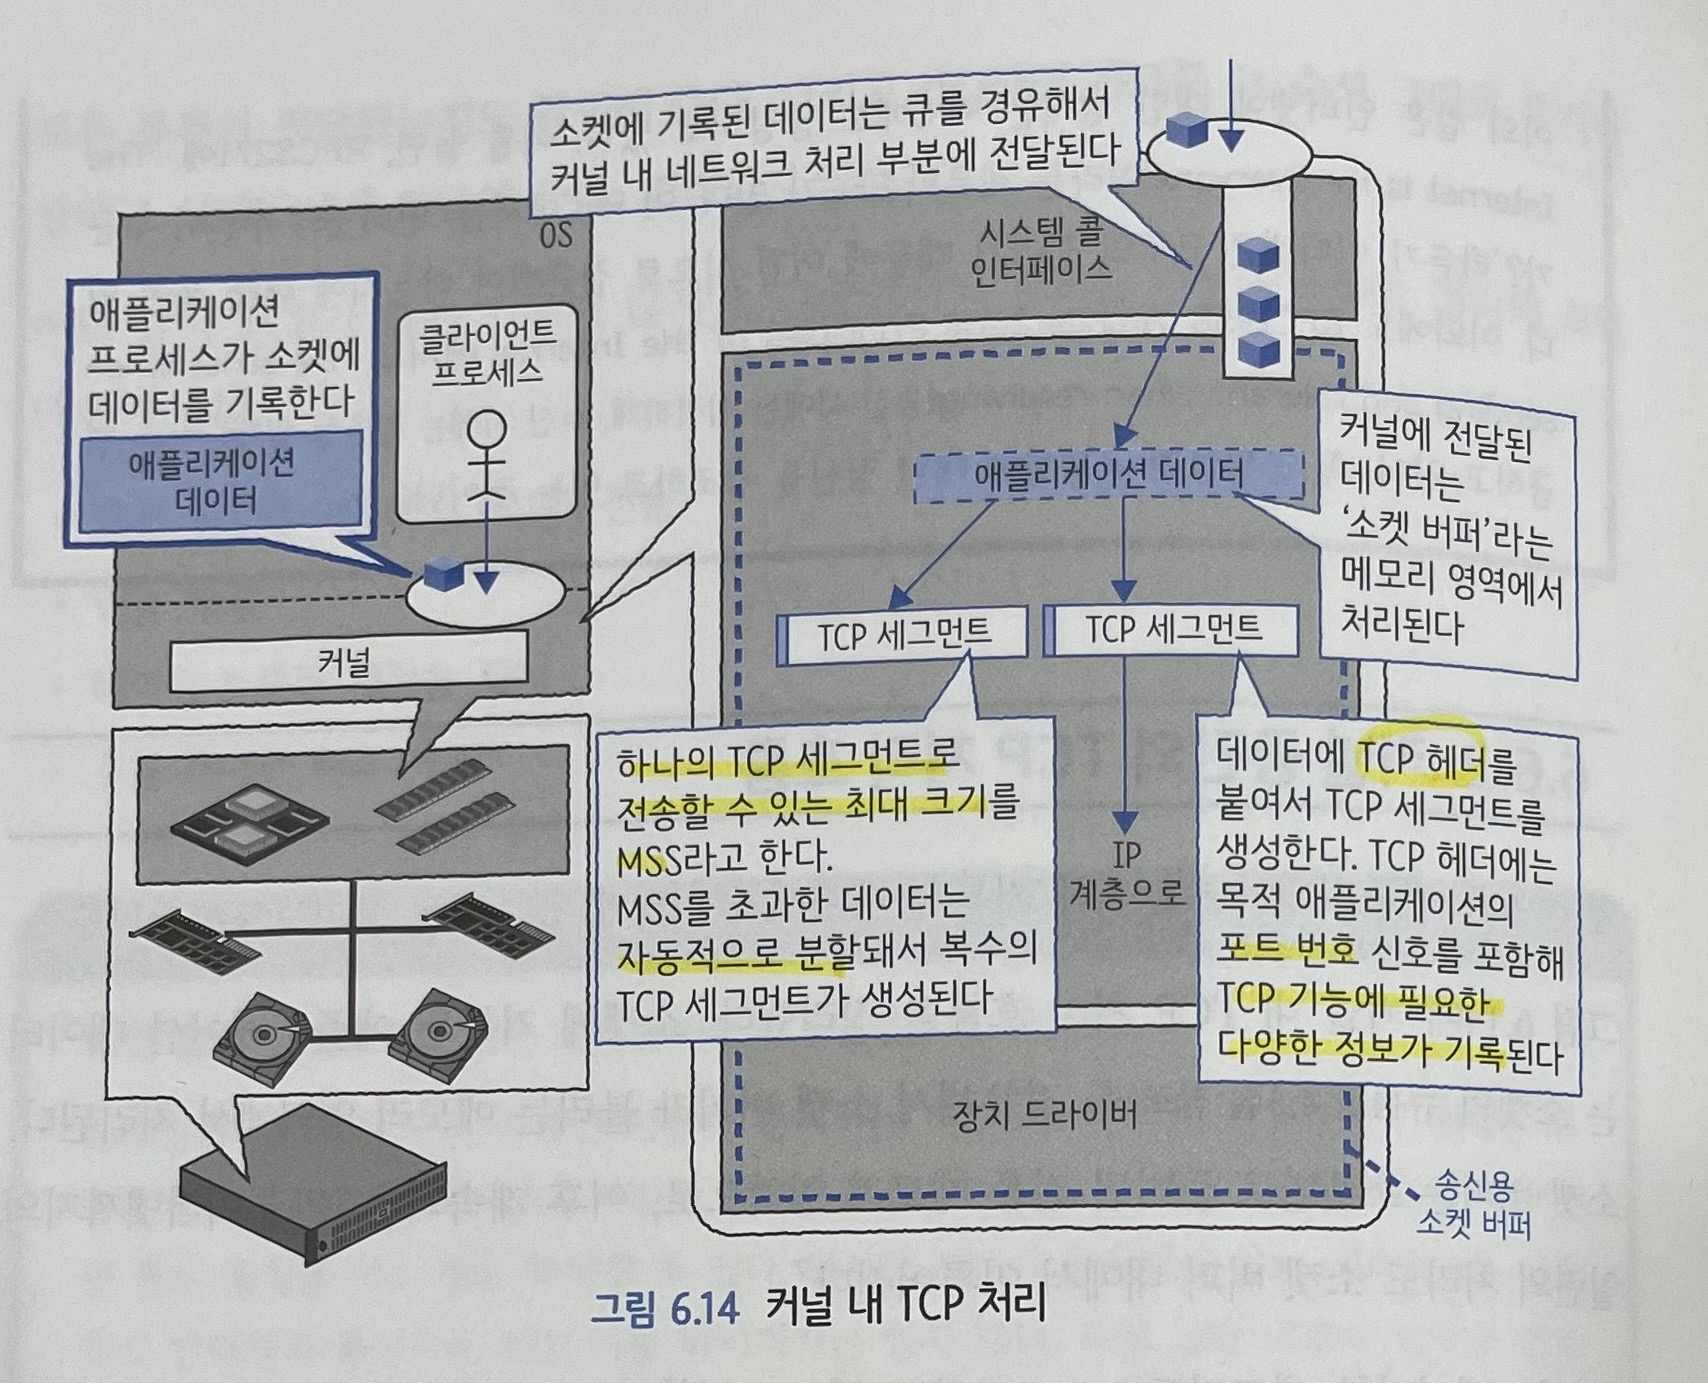 소켓에 기록된 데이터는 큐를 경유해서
커널 내 네트워크 처리 부분에 전달된다
OS
애플리케이션
프로세스가 소켓에
데이터를 기록한다
애플리케이션
데이터
클라이언트
프로세스
커널
시스템 콜
인터페이스
애플리케이션 데이터
커널에 전달된
데이터는
‘소켓 버퍼’라는
메모리 영역에서
처리된다
TCP 세그먼트
TCP 세그먼트
하나의 TCP 세그먼트로
전송할 수 있는 최대 크기를
MSS라고 한다.
MSS를 초과한 데이터는
자동적으로 분할돼서 복수의
TCP 세그먼트가 생성된다
IP
계층으로
데이터에 TCP 헤더를
붙여서 TCP 세그먼트를
생성한다. TCP 헤더에는
목적 애플리케이션의
포트 번호 신호를 포함해
TCP 기능에 필요한
다양한 정보가 기록된다
장치 드라이버
송신용
소켓 버퍼
그림 6.14 커널 내 TCP 처리